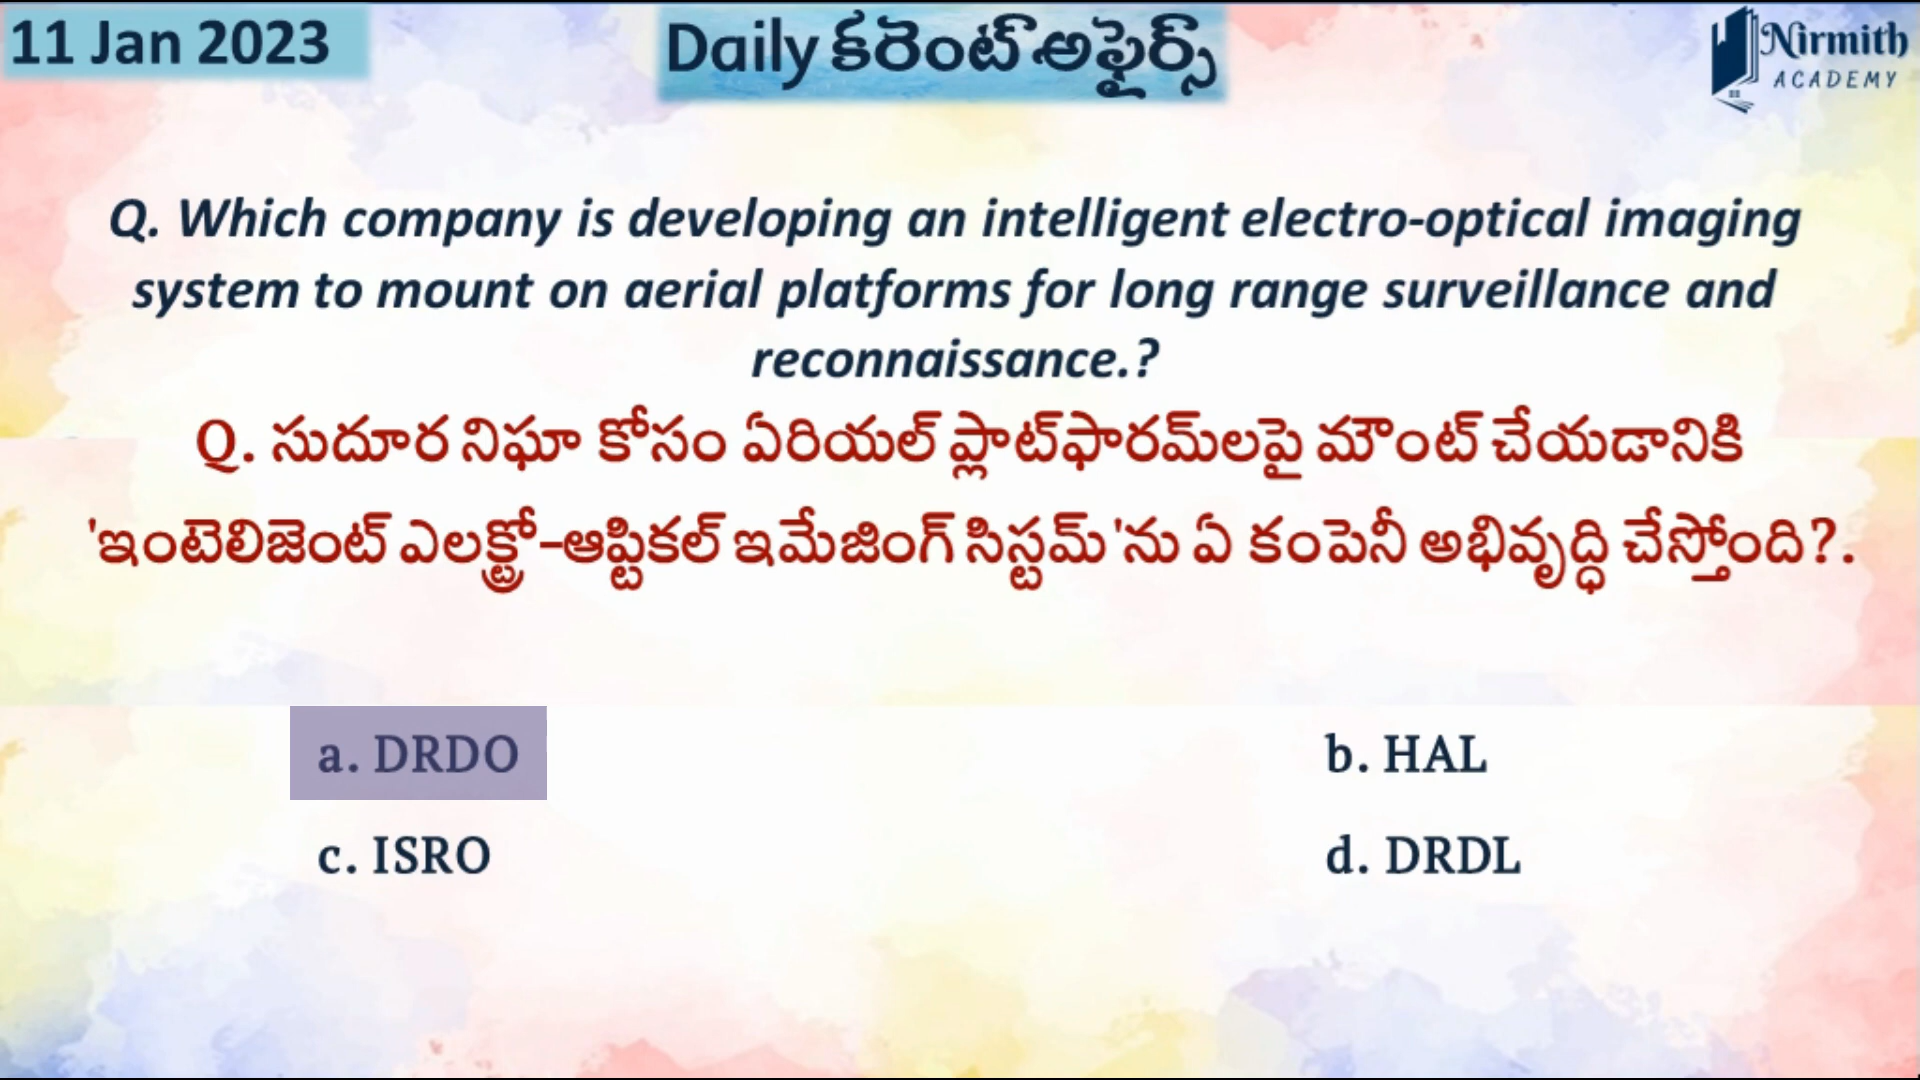 11 Jan 2023
Daily కరెంట్ అఫైర్స్
Nirmith
ACADEMY
Q. Which company is developing an intelligent electro-optical imaging
system to mount on aerial platforms for long range surveillance and
reconnaissance.?
Q. సుదూర నిఘా కోసం ఏరియల్ ప్లాట్‌ఫారమ్‌లపై మౌంట్ చేయడానికి
'ఇంటెలిజెంట్ ఎలక్ట్రో-ఆప్టికల్ ఇమేజింగ్ సిస్టమ్'ను ఏ కంపెనీ అభివృద్ధి చేస్తోంది?.
a. DRDO
b. HAL
c. ISRO
d. DRDL